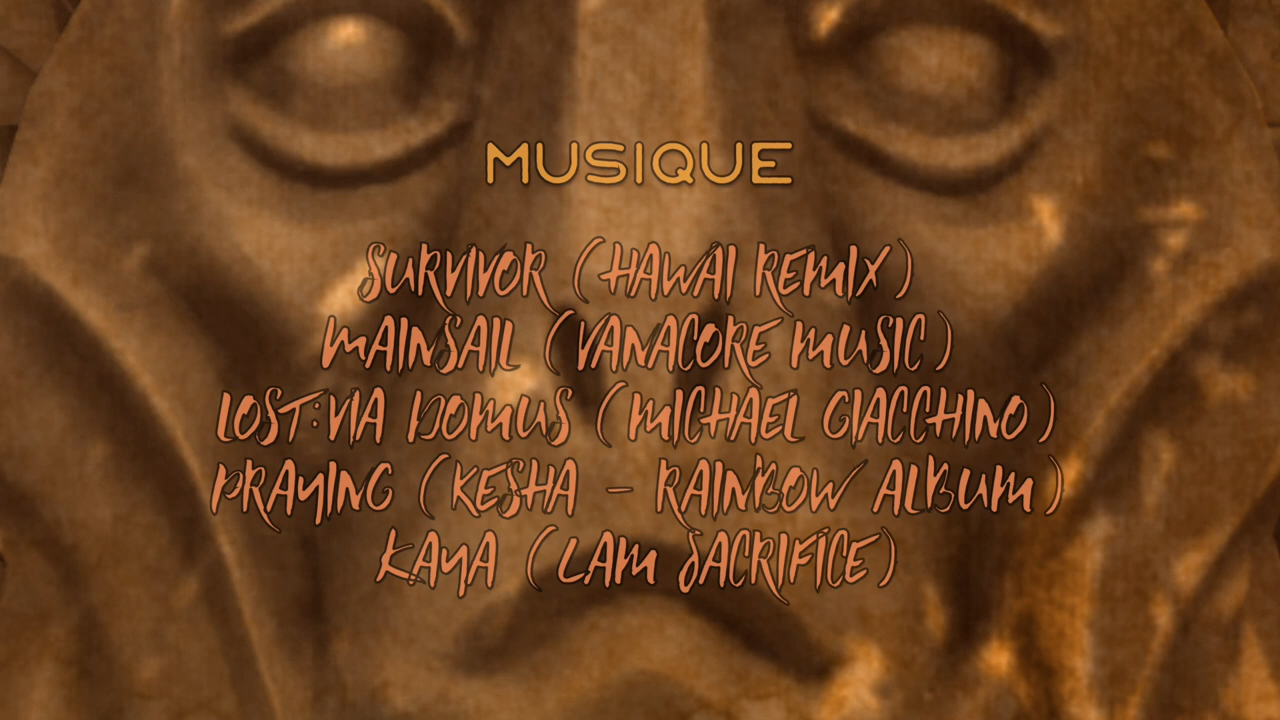 MUSIQUE
SURVIVOR (HAWAI REMIX)
MAINSAIL (VANACORE MUSIC)
LOST:VIA DOMUS (MICHAEL GIACCHINO)
PRAYING (KESHA - RAINBOW ALBUM)
KAYA (LAM SACRIFICE)